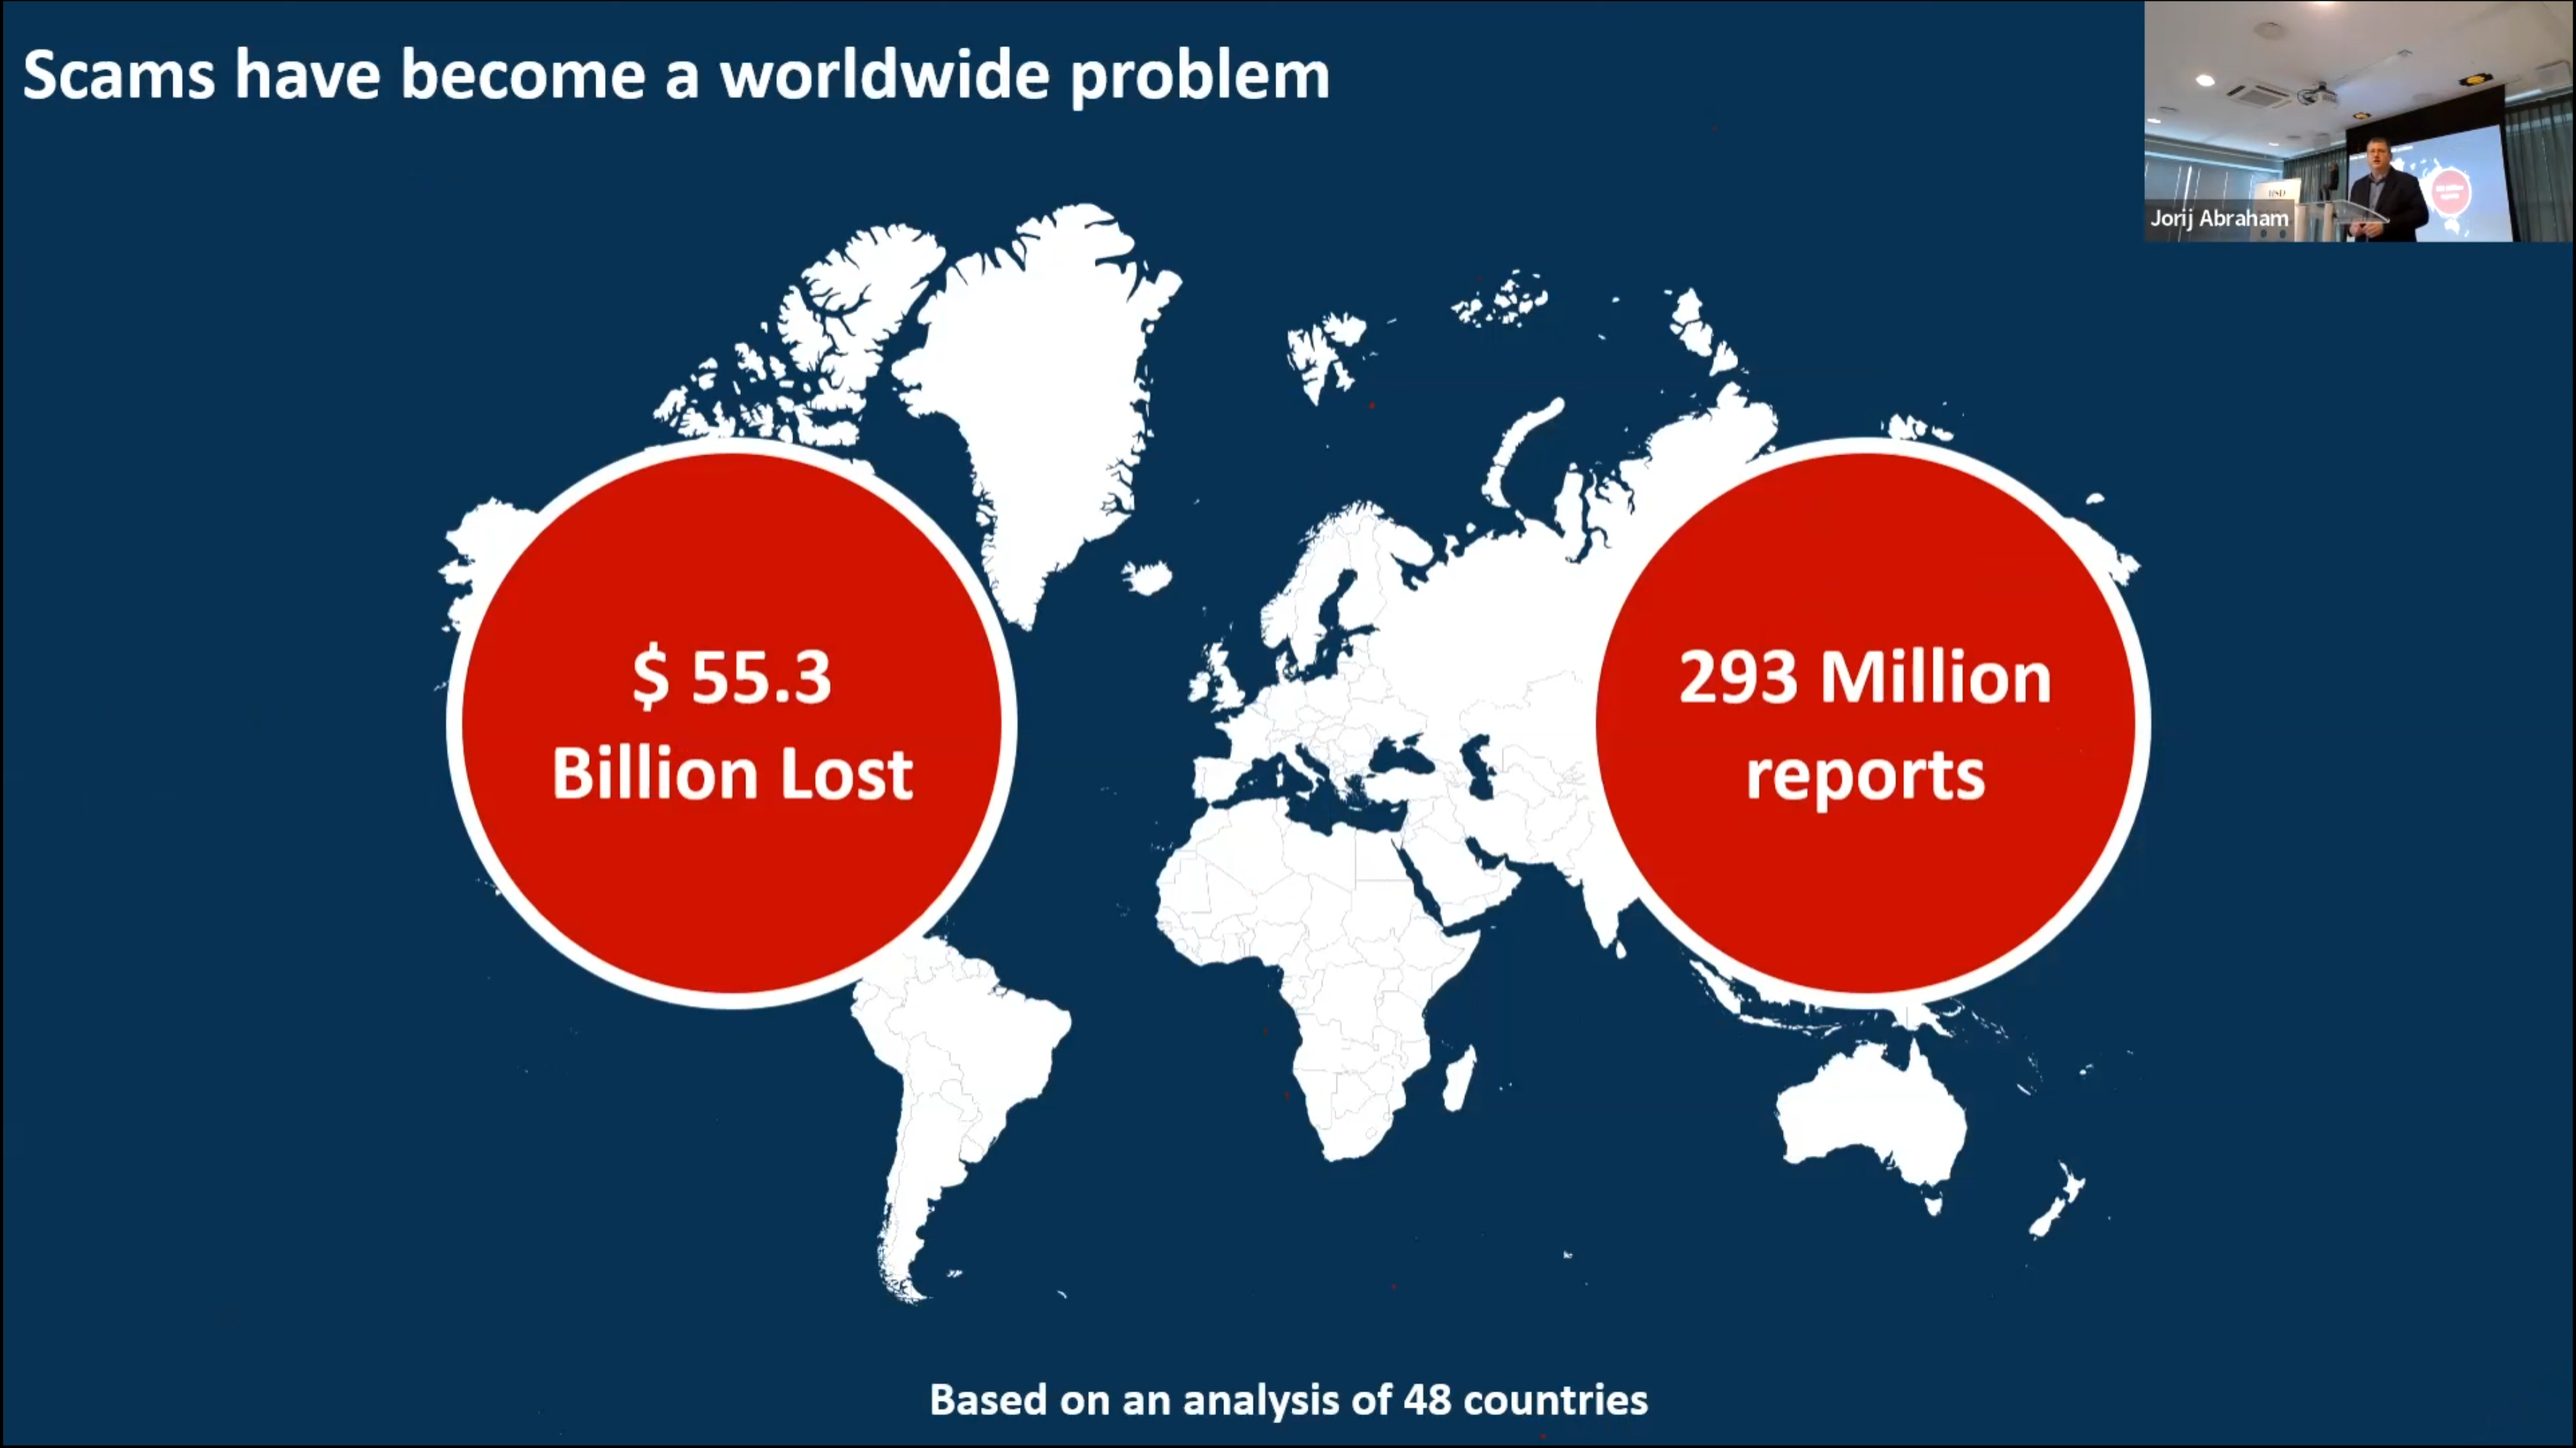 Scams have become a worldwide problem
Jorij Abraham
$ 55.3
Billion Lost
293 Million
reports
Based on an analysis of 48 countries